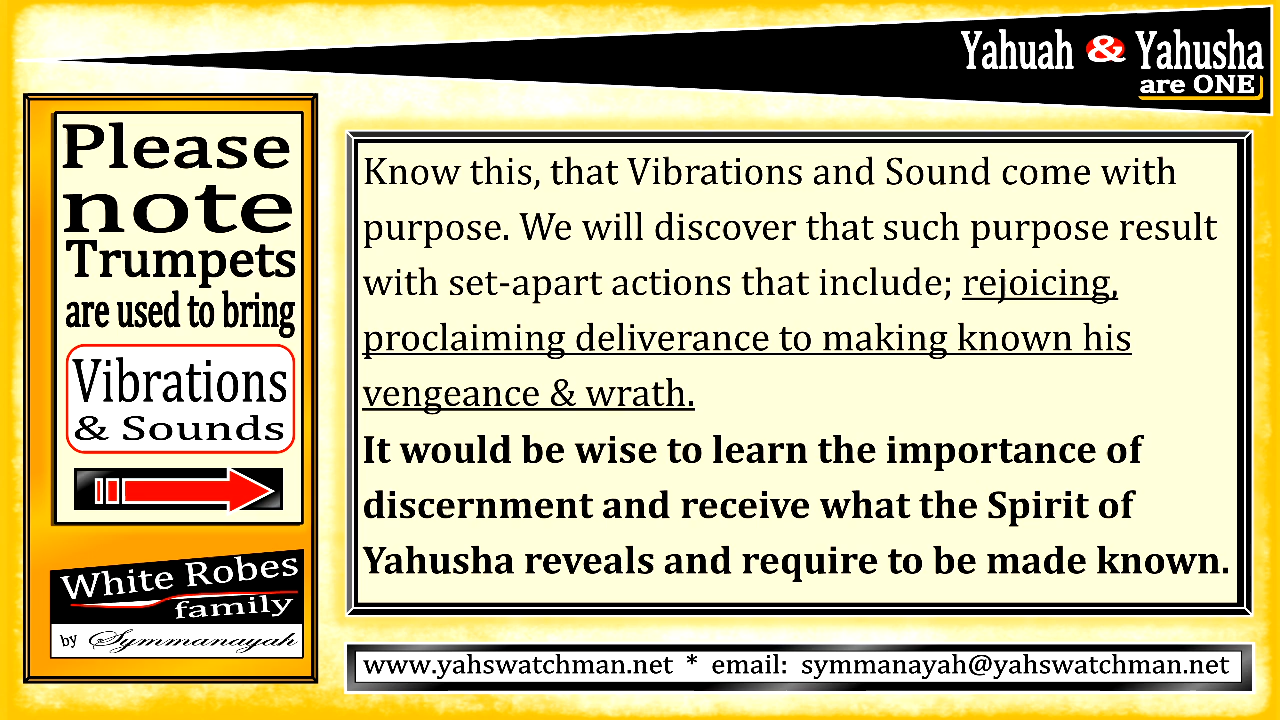 Yahuah & Yahusha
are ONE
Please
note
Trumpets
are used to bring
Vibrations
& Sounds
White Robes
family
by Symmanayah
Know this, that Vibrations and Sound come with
purpose. We will discover that such purpose result
with set-apart actions that include; rejoicing,
proclaiming deliverance to making known his
vengeance & wrath.
It would be wise to learn the importance of
discernment and receive what the Spirit of
Yahusha reveals and require to be made known.
www.yahswatchman.net * email: symmanayah@yahswatchman.net